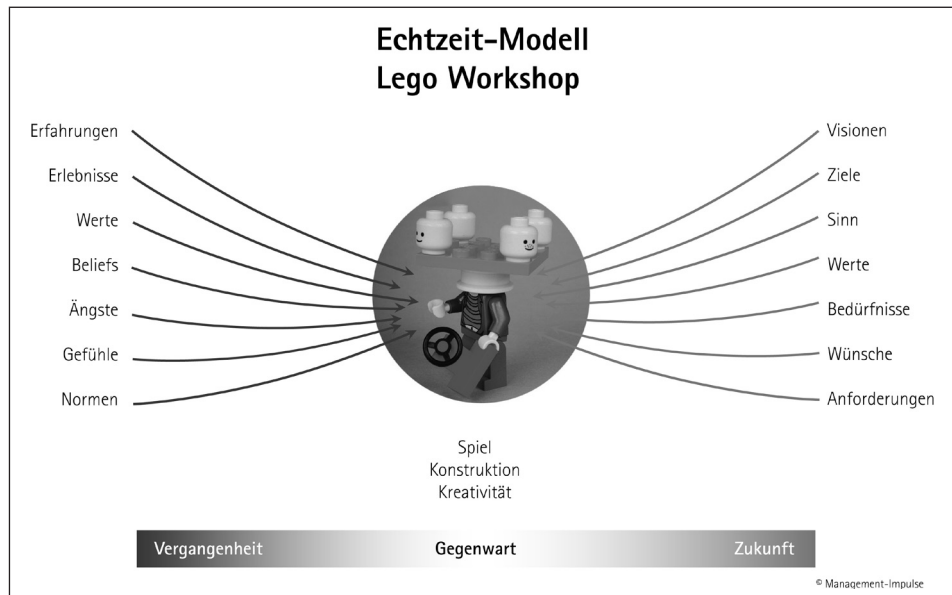 Echtzeit-Modell
Lego Workshop
Erfahrungen
Erlebnisse
Werte
Beliefs
Ängste
Gefühle
Normen
Visionen
Ziele
Sinn
Werte
Bedürfnisse
Wünsche
Anforderungen
Spiel
Konstruktion
Kreativität
Vergangenheit
Gegenwart
Zukunft
© Management-Impulse